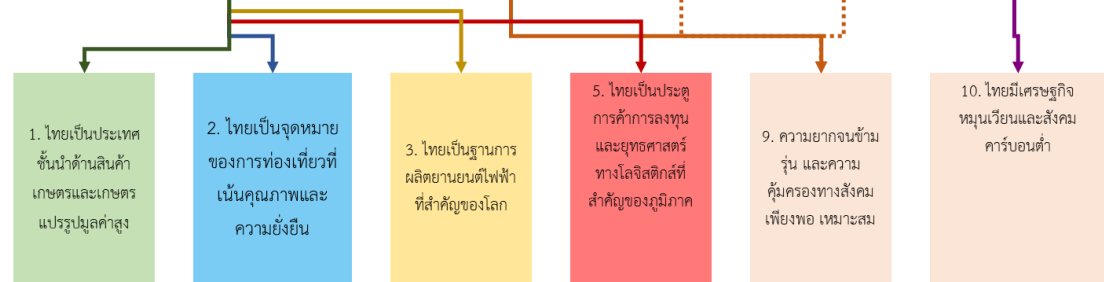 1. ไทยเป็นประเทศ
ชั้นนำด้านสินค้า
เกษตรและเกษตร
แปรรูปมูลค่าสูง
2. ไทยเป็นจุดหมาย
ของการท่องเที่ยวที่
เน้นคุณภาพและ
ความยั่งยืน
3. ไทยเป็นฐานการ
ผลิตยานยนต์ไฟฟ้า
ที่สำคัญของโลก
5. ไทยเป็นประตู
การค้าการลงทุน
และยุทธศาสตร์
ทางโลจิสติกส์ที่
สำคัญของภูมิภาค
9. ความยากจนข้าม
รุ่น และความ
คุ้มครองทางสังคม
เพียงพอ เหมาะสม
10. ไทยมีเศรษฐกิจ
หมุนเวียนและสังคม
คาร์บอนต่ำ